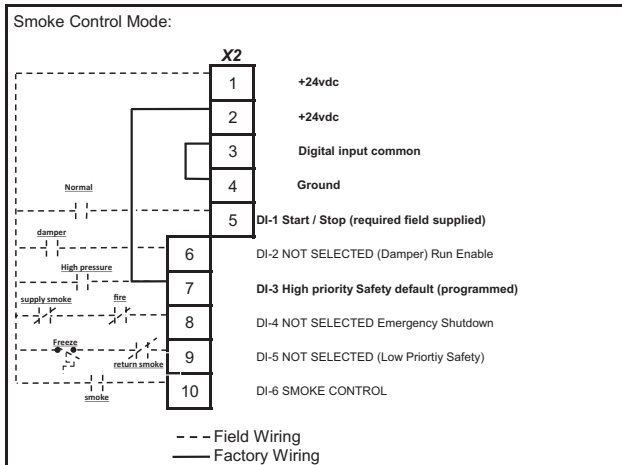 Smoke Control Mode:
X2
1 +24vdc
2 +24vdc
3 Digital input common
4 Ground
Normal
5 DI-1 Start / Stop (required field supplied)
damper
6 DI-2 NOT SELECTED (Damper) Run Enable
High pressure
7 DI-3 High priority Safety default (programmed)
supply smoke fire
8 DI-4 NOT SELECTED Emergency Shutdown
Freeze
9 DI-5 NOT SELECTED (Low Priortiy Safety)
return smoke
10 DI-6 SMOKE CONTROL
smoke
Field Wiring
Factory Wiring